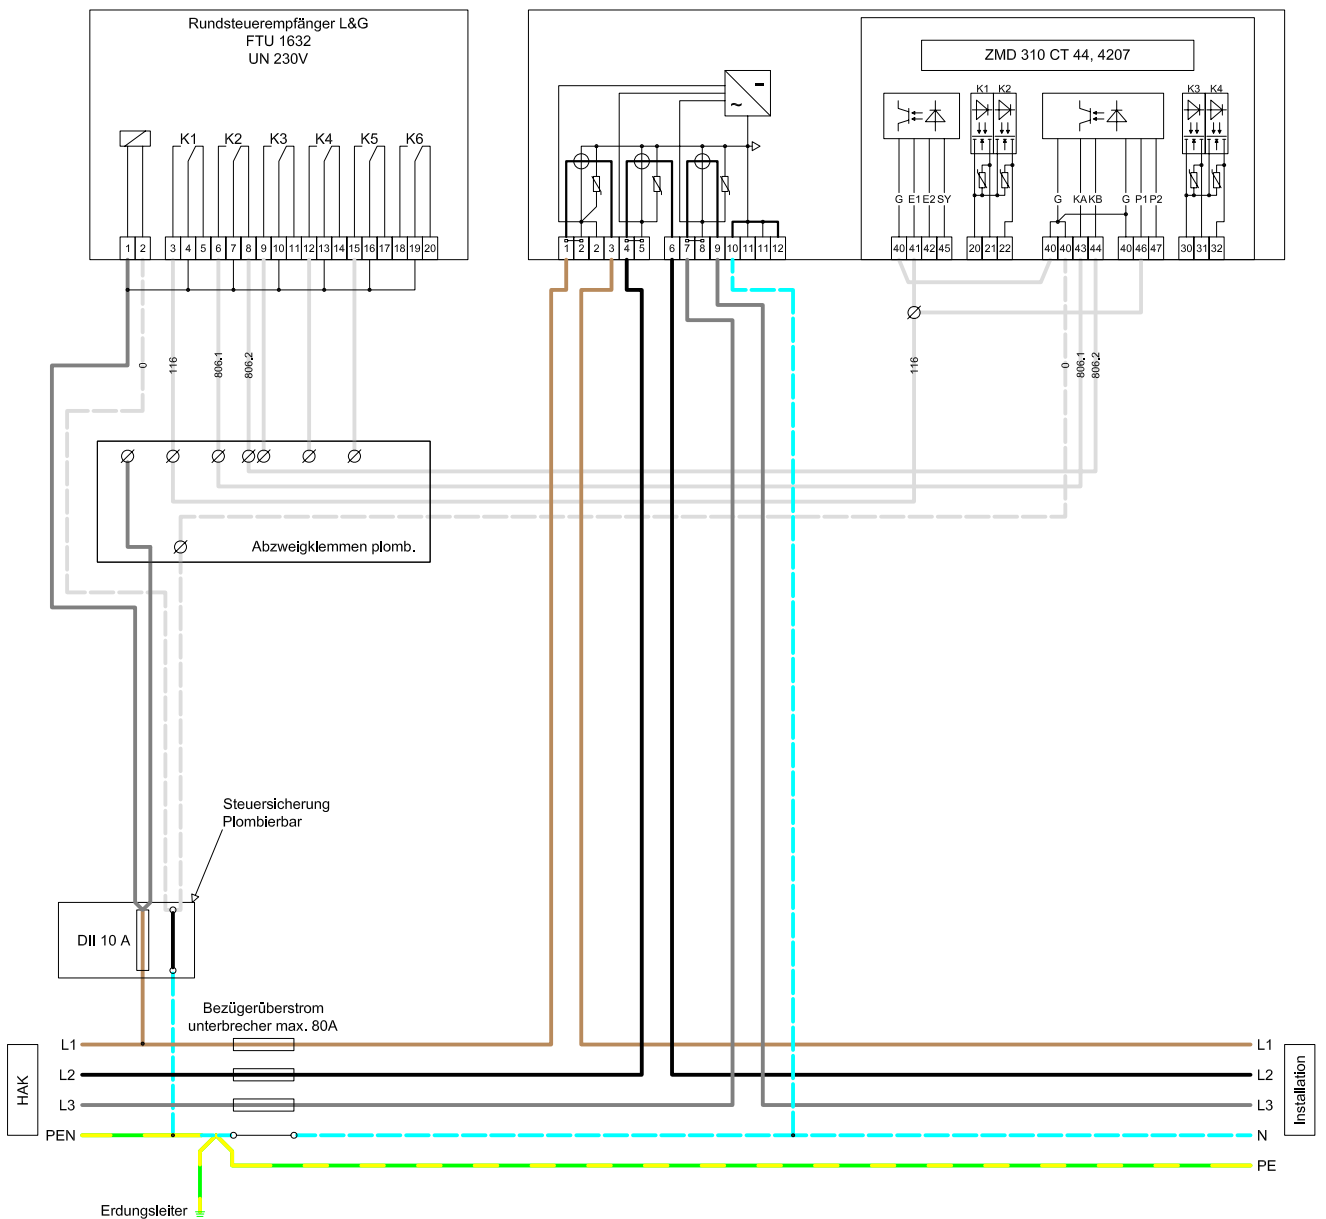 Rundsteuerempfänger L&G
FTU 1632
UN 230V
ZMD 310 CT 44, 4207
K1 K2 K3 K4
K1 K2 K3 K4 K5 K6
G E1 E2 SY G KA KB G P1 P2
1 2 3 4 5 6 7 8 9 10 11 12 13 14 15 16 17 18 19 20
1 2 2 3 4 5 6 7 8 9 10 11 11 12
40 41 42 45 20 21 22 40 40 43 44 40 46 47 30 31 32
0 116 806.1 806.2 116 0 806.1 806.2
Abzweigklemmen plomb.
Steuersicherung
Plombierbar
DII 10 A
Bezügerüberstrom
unterbrecher max. 80A
HAK
L1 L1
L2 L2
L3 L3
PEN N
PE
Installation
Erdungsleiter